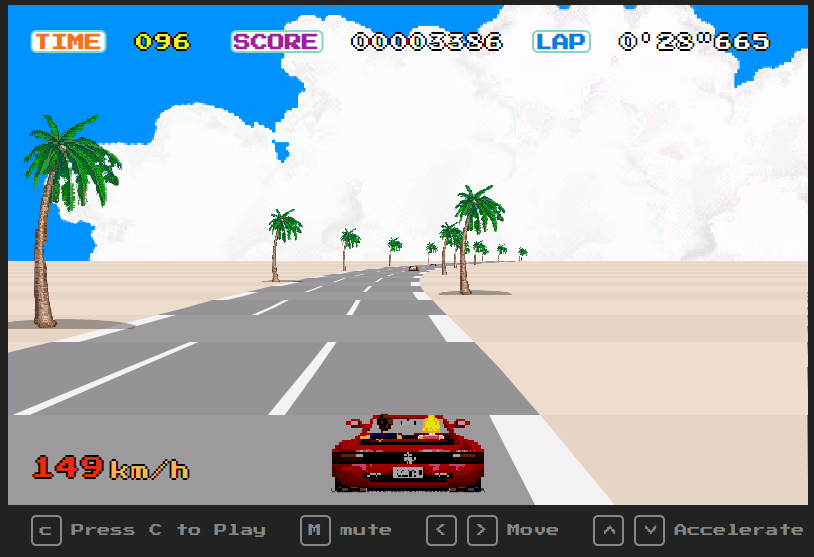 TIME 096 SCORE 00003386 LAP 0'28"665
149 km/h
C Press C to Play M mute < > Move ^ v Accelerate